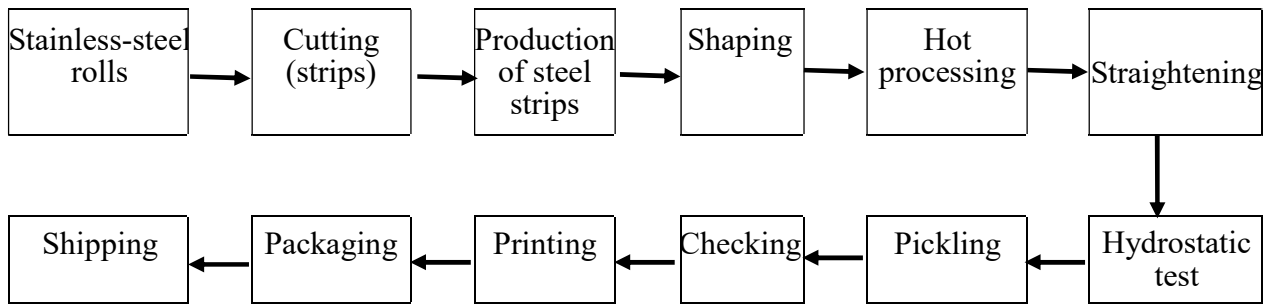 Stainless-steel
rolls
Cutting
(strips)
Production
of steel
strips
Shaping
Hot
processing
Straightening
Shipping
Packaging
Printing
Checking
Pickling
Hydrostatic
test